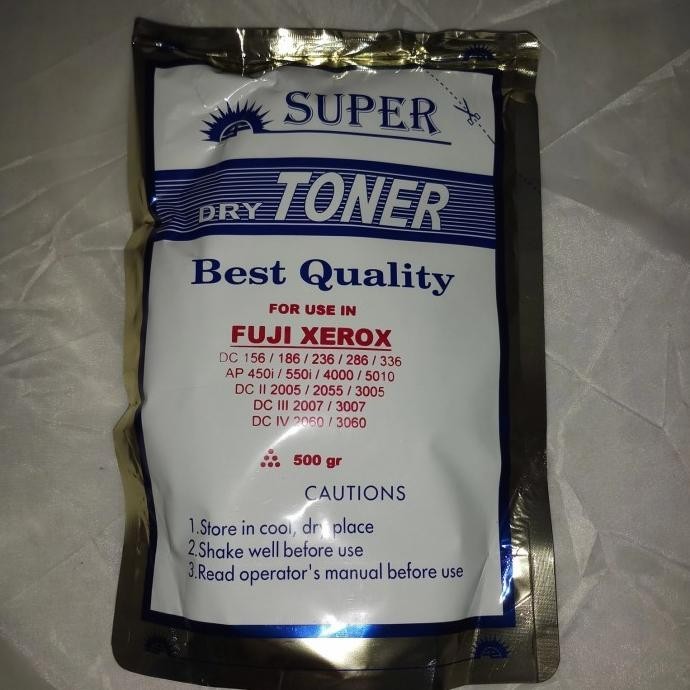 SUPER
DRY TONER
Best Quality
FOR USE IN
FUJI XEROX
DC 156 / 186 / 236 / 286 / 336
AP 450i / 550i / 4000 / 5010
DC II 2005 / 2055 / 3005
DC III 2007 / 3007
DC IV 2060 / 3060
500 gr
CAUTIONS
1.Store in cool, dry place
2.Shake well before use
3.Read operator's manual before use